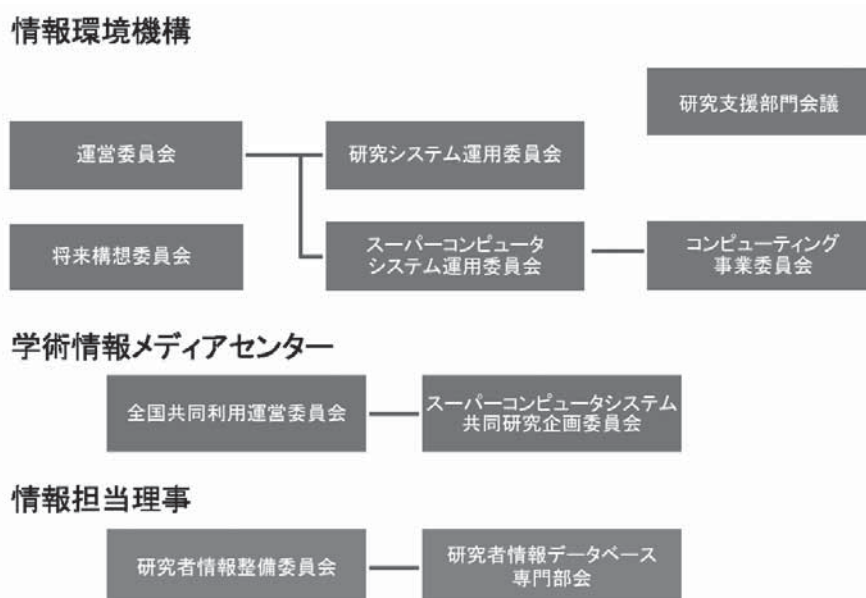 情報環境機構
研究支援部門会議
運営委員会
研究システム運用委員会
将来構想委員会
スーパーコンピュータ
システム運用委員会
コンピューティング
事業委員会
学術情報メディアセンター
全国共同利用運営委員会
スーパーコンピュータシステム
共同研究企画委員会
情報担当理事
研究者情報整備委員会
研究者情報データベース
専門部会